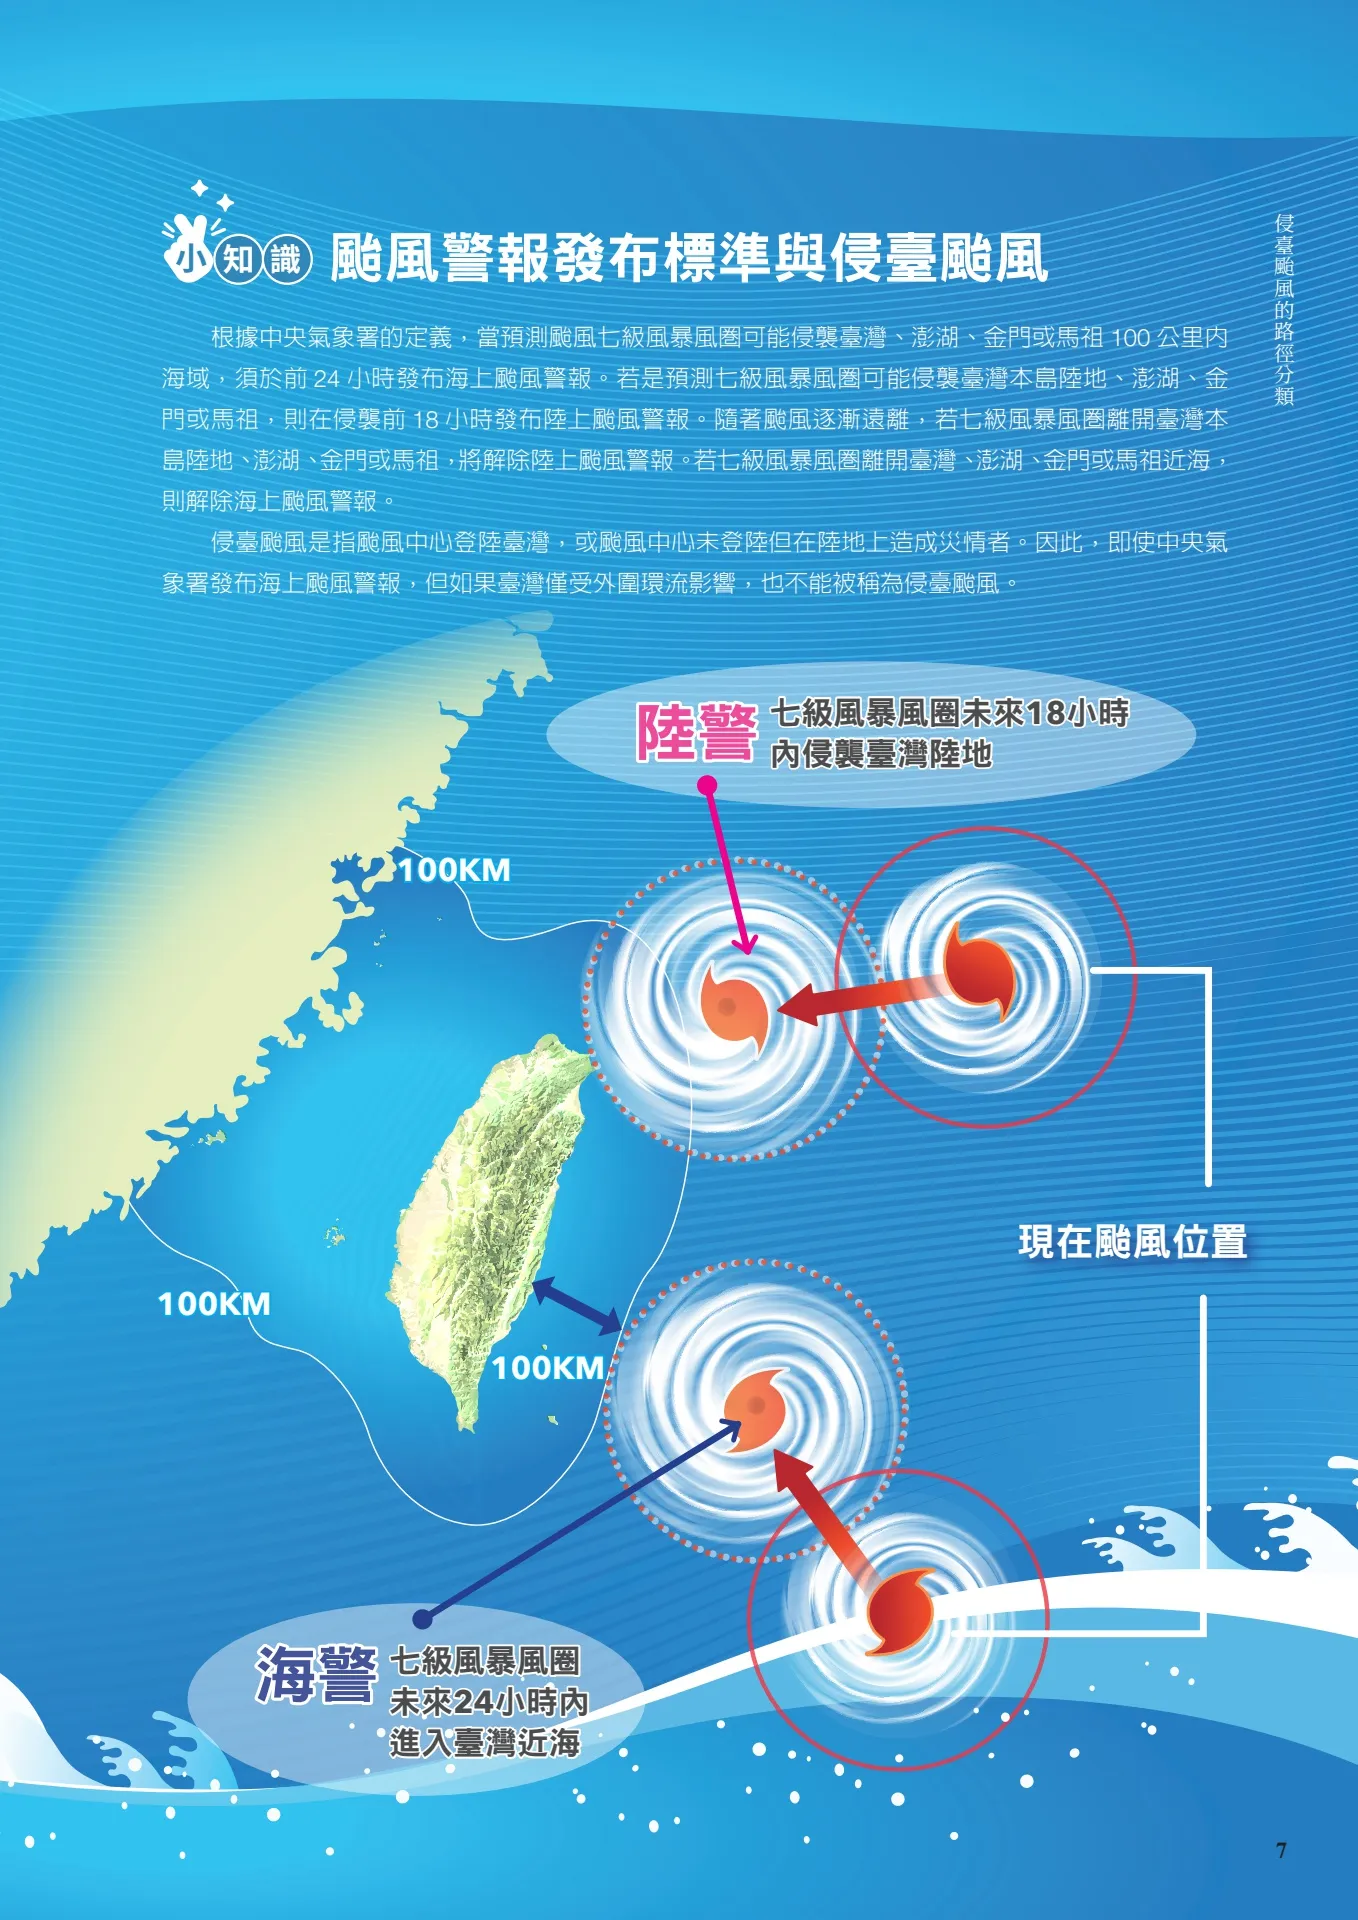 小知識 颱風警報發布標準與侵臺颱風
侵臺颱風的路徑分類
根據中央氣象署的定義，當預測颱風七級風暴風圈可能侵襲臺灣、澎湖、金門或馬祖 100 公里內
海域，須於前 24 小時發布海上颱風警報。若是預測七級風暴風圈可能侵襲臺灣本島陸地、澎湖、金
門或馬祖，則在侵襲前 18 小時發布陸上颱風警報。隨著颱風逐漸遠離，若七級風暴風圈離開臺灣本
島陸地、澎湖、金門或馬祖，將解除陸上颱風警報。若七級風暴風圈離開臺灣、澎湖、金門或馬祖近海，
則解除海上颱風警報。
侵臺颱風是指颱風中心登陸臺灣，或颱風中心未登陸但在陸地上造成災情者。因此，即使中央氣
象署發布海上颱風警報，但如果臺灣僅受外圍環流影響，也不能被稱為侵臺颱風。
陸警 七級風暴風圈未來18小時
內侵襲臺灣陸地
100KM
現在颱風位置
100KM
100KM
海警 七級風暴風圈
未來24小時內
進入臺灣近海
7